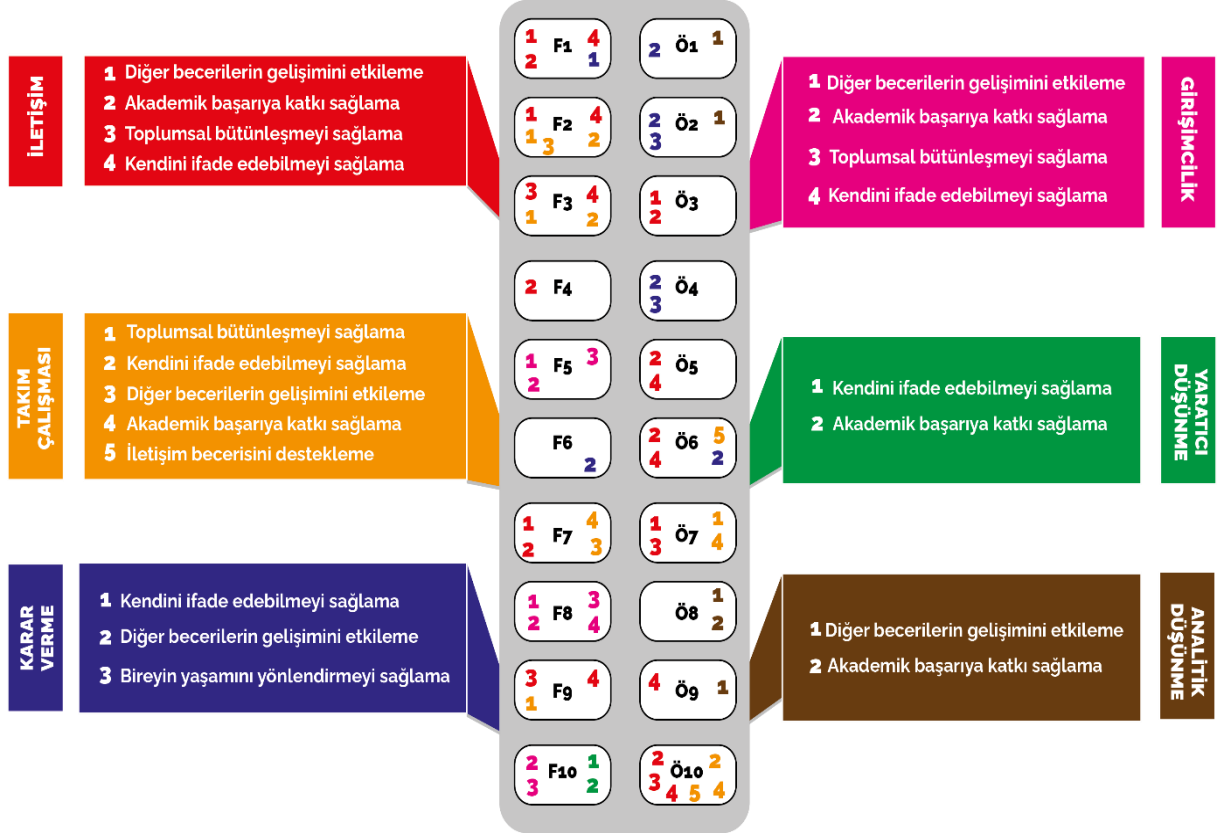 İLETİŞİM
1 Diğer becerilerin gelişimini etkileme
2 Akademik başarıya katkı sağlama
3 Toplumsal bütünleşmeyi sağlama
4 Kendini ifade edebilmeyi sağlama
TAKIM
ÇALIŞMASI
1 Toplumsal bütünleşmeyi sağlama
2 Kendini ifade edebilmeyi sağlama
3 Diğer becerilerin gelişimini etkileme
4 Akademik başarıya katkı sağlama
5 İletişim becerisini destekleme
KARAR
VERME
1 Kendini ifade edebilmeyi sağlama
2 Diğer becerilerin gelişimini etkileme
3 Bireyin yaşamını yönlendirmeyi sağlama
1 4
F1
2 1
1 4
F2
1 3 2
3 4
F3
1 2
2 F4
1 3
F5
2
F6
2
1 4
F7
2 3
1 3
F8
2 4
3 4
F9
1
2 1
F10
3 2
1
2 Ö1
2 1
Ö2
3
1
Ö3
2
2
Ö4
3
2
Ö5
4
2 5
Ö6
4 2
1 1
Ö7
3 4
1
Ö8
2
4 Ö9 1
2 2
Ö10
3 4 5 4
GİRİŞİMCİLİK
1 Diğer becerilerin gelişimini etkileme
2 Akademik başarıya katkı sağlama
3 Toplumsal bütünleşmeyi sağlama
4 Kendini ifade edebilmeyi sağlama
YARATICI
DÜŞÜNME
1 Kendini ifade edebilmeyi sağlama
2 Akademik başarıya katkı sağlama
ANALİTİK
DÜŞÜNME
1 Diğer becerilerin gelişimini etkileme
2 Akademik başarıya katkı sağlama